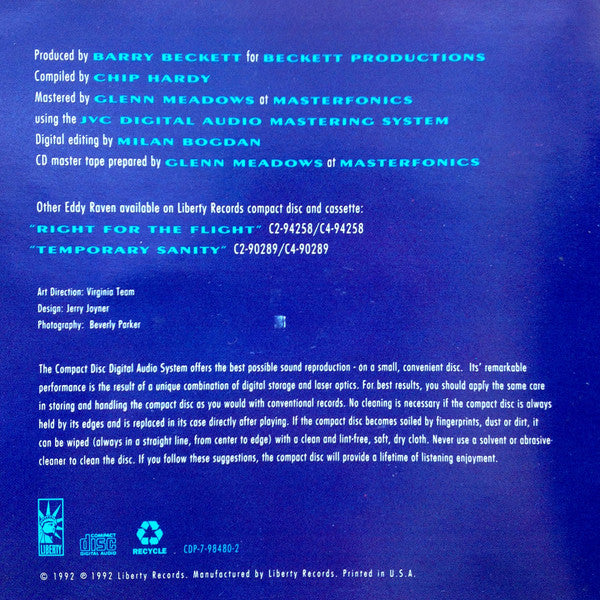 Produced by BARRY BECKETT for BECKETT PRODUCTIONS
Compiled by CHIP HARDY
Mastered by GLENN MEADOWS at MASTERFONICS
using the JVC DIGITAL AUDIO MASTERING SYSTEM
Digital editing by MILAN BOGDAN
CD master tape prepared by GLENN MEADOWS at MASTERFONICS
Other Eddy Raven available on Liberty Records compact disc and cassette:
"RIGHT FOR THE FLIGHT" C2-94258/C4-94258
"TEMPORARY SANITY" C2-90289/C4-90289
Art Direction: Virginia Team
Design: Jerry Joyner
Photography: Beverly Parker
The Compact Disc Digital Audio System offers the best possible sound reproduction - on a small, convenient disc. Its' remarkable
performance is the result of a unique combination of digital storage and laser optics. For best results, you should apply the same care
in storing and handling the compact disc as you would with conventional records. No cleaning is necessary if the compact disc is always
held by its edges and is replaced in its case directly after playing. If the compact disc becomes soiled by fingerprints, dust or dirt, it
can be wiped (always in a straight line, from center to edge) with a clean and lint-free, soft, dry cloth. Never use a solvent or abrasive
cleaner to clean the disc. If you follow these suggestions, the compact disc will provide a lifetime of listening enjoyment.
LIBERTY
COMPACT
disc
DIGITAL AUDIO
RECYCLE
CDP-7-98480-2
© 1992 ℗ 1992 Liberty Records. Manufactured by Liberty Records. Printed in U.S.A.